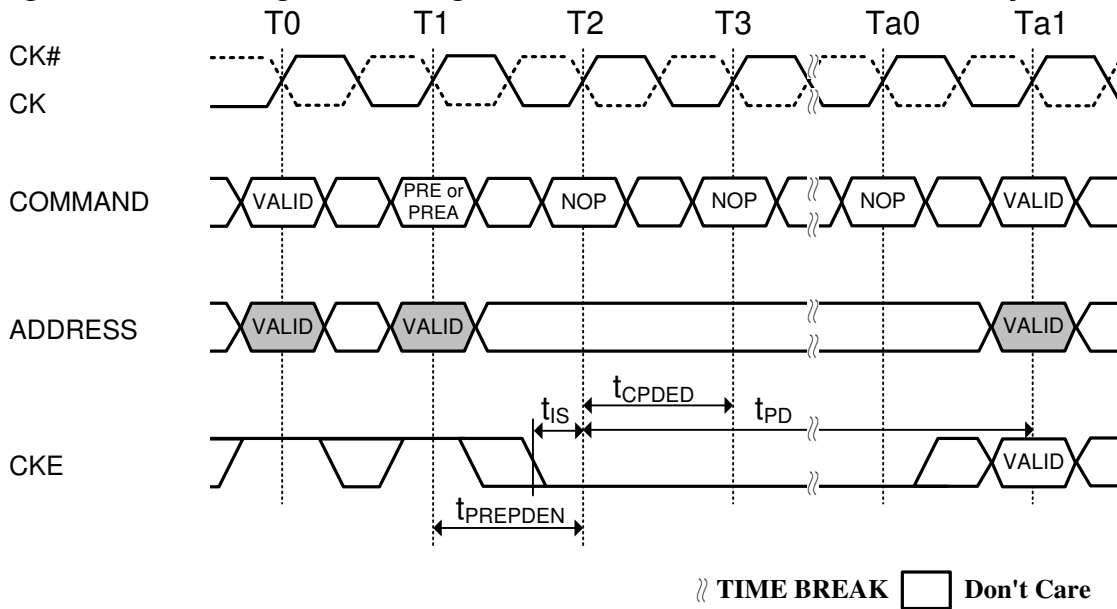 T0 T1 T2 T3 Ta0 Ta1
CK#
CK
COMMAND VALID PRE or PREA NOP NOP NOP VALID
ADDRESS VALID VALID VALID
tIS tCPDED tPD
CKE VALID
tPREPDEN
TIME BREAK Don't Care